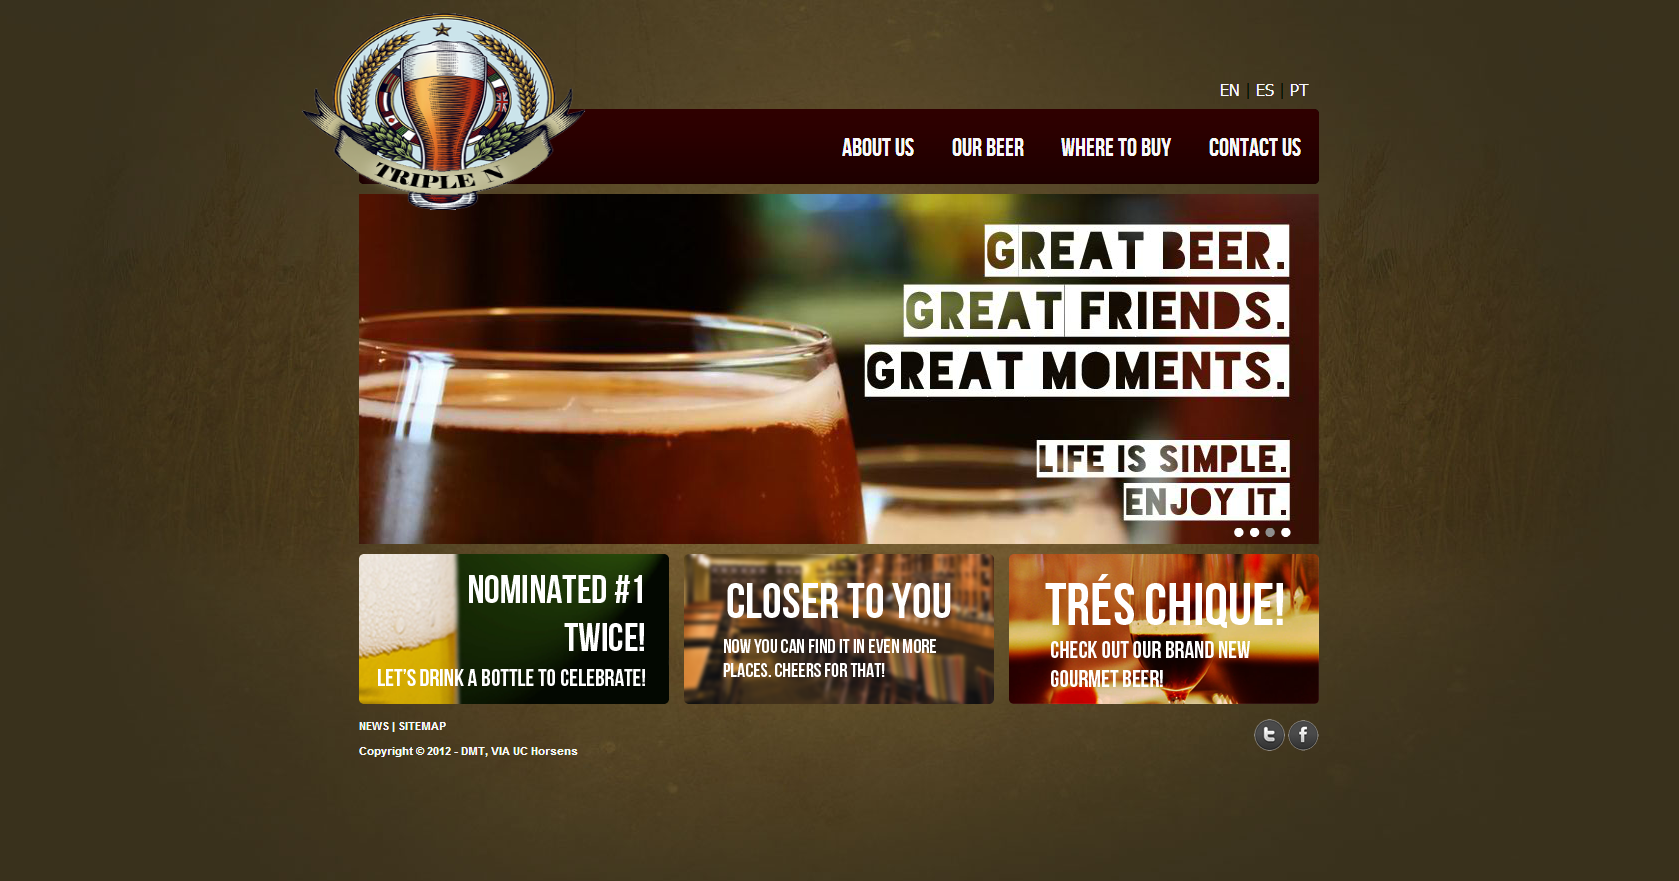 TRIPLE N
EN | ES | PT
ABOUT US OUR BEER WHERE TO BUY CONTACT US
GREAT BEER.
GREAT FRIENDS.
GREAT MOMENTS.
LIFE IS SIMPLE.
ENJOY IT.
NOMINATED #1
TWICE!
LET'S DRINK A BOTTLE TO CELEBRATE!
CLOSER TO YOU
NOW YOU CAN FIND IT IN EVEN MORE
PLACES. CHEERS FOR THAT!
TRÉS CHIQUE!
CHECK OUT OUR BRAND NEW
GOURMET BEER!
NEWS | SITEMAP
Copyright © 2012 - DMT, VIA UC Horsens